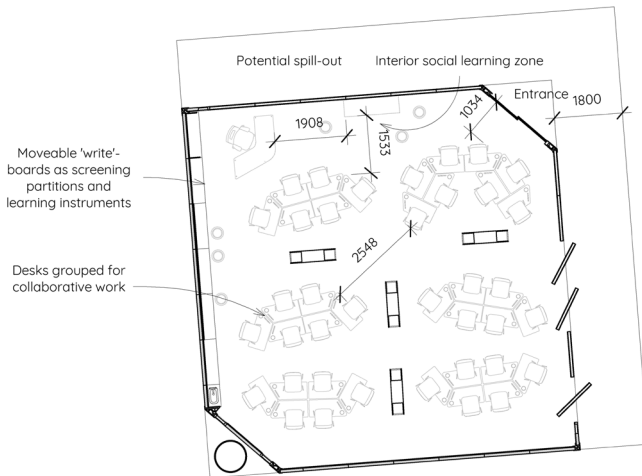 Potential spill-out
Interior social learning zone
Entrance
1800
1034
1908
1533
Moveable 'write'-
boards as screening
partitions and
learning instruments
2548
Desks grouped for
collaborative work